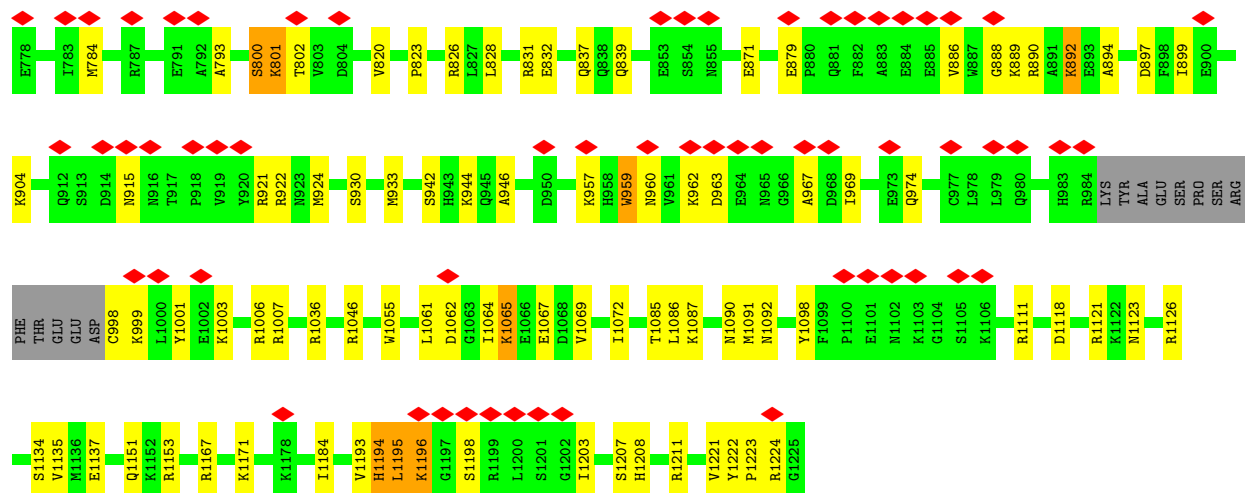 E778 I783 M784 R787 E791 A792 A793 S800 K801 T802 V803 D804 V820 P823 R826 L827 L828 R831 E832 Q837 Q838 Q839 E853 S854 N855 E871 E879 P880 Q881 F882 A883 E884 E885 V886 W887 G888 K889 R890 A891 K892 E893 A894 D897 F898 I899 E900
K904 Q912 S913 D914 N915 N916 T917 P918 V919 Y920 R921 R922 N923 M924 S930 M933 S942 H943 K944 Q945 A946 D950 K957 H958 W959 N960 V961 K962 D963 E964 N965 G966 A967 D968 I969 E973 Q974 C977 L978 L979 Q980 H983 R984 LYS TYR ALA GLU SER PRO SER ARG
PHE THR GLU GLU ASP C998 K999 L1000 Y1001 E1002 K1003 R1006 R1007 R1036 R1046 W1055 L1061 D1062 G1063 I1064 K1065 E1066 E1067 D1068 V1069 I1072 T1085 L1086 K1087 N1090 M1091 N1092 Y1098 F1099 P1100 E1101 N1102 K1103 G1104 S1105 K1106 R1111 D1118 R1121 K1122 N1123 R1126
S1134 V1135 M1136 E1137 Q1151 K1152 R1153 R1167 K1171 K1178 I1184 V1193 H1194 L1195 K1196 G1197 S1198 R1199 L1200 S1201 G1202 I1203 S1207 H1208 R1211 V1221 Y1222 P1223 R1224 G1225